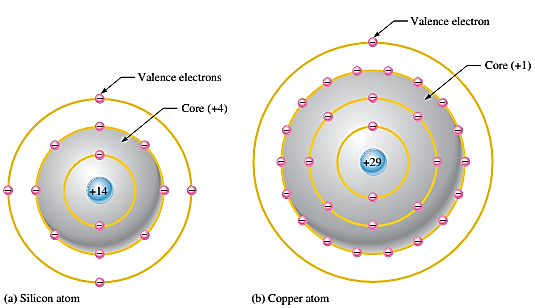 Valence electron
Valence electrons
Core (+1)
Core (+4)
+14
+29
(a) Silicon atom
(b) Copper atom